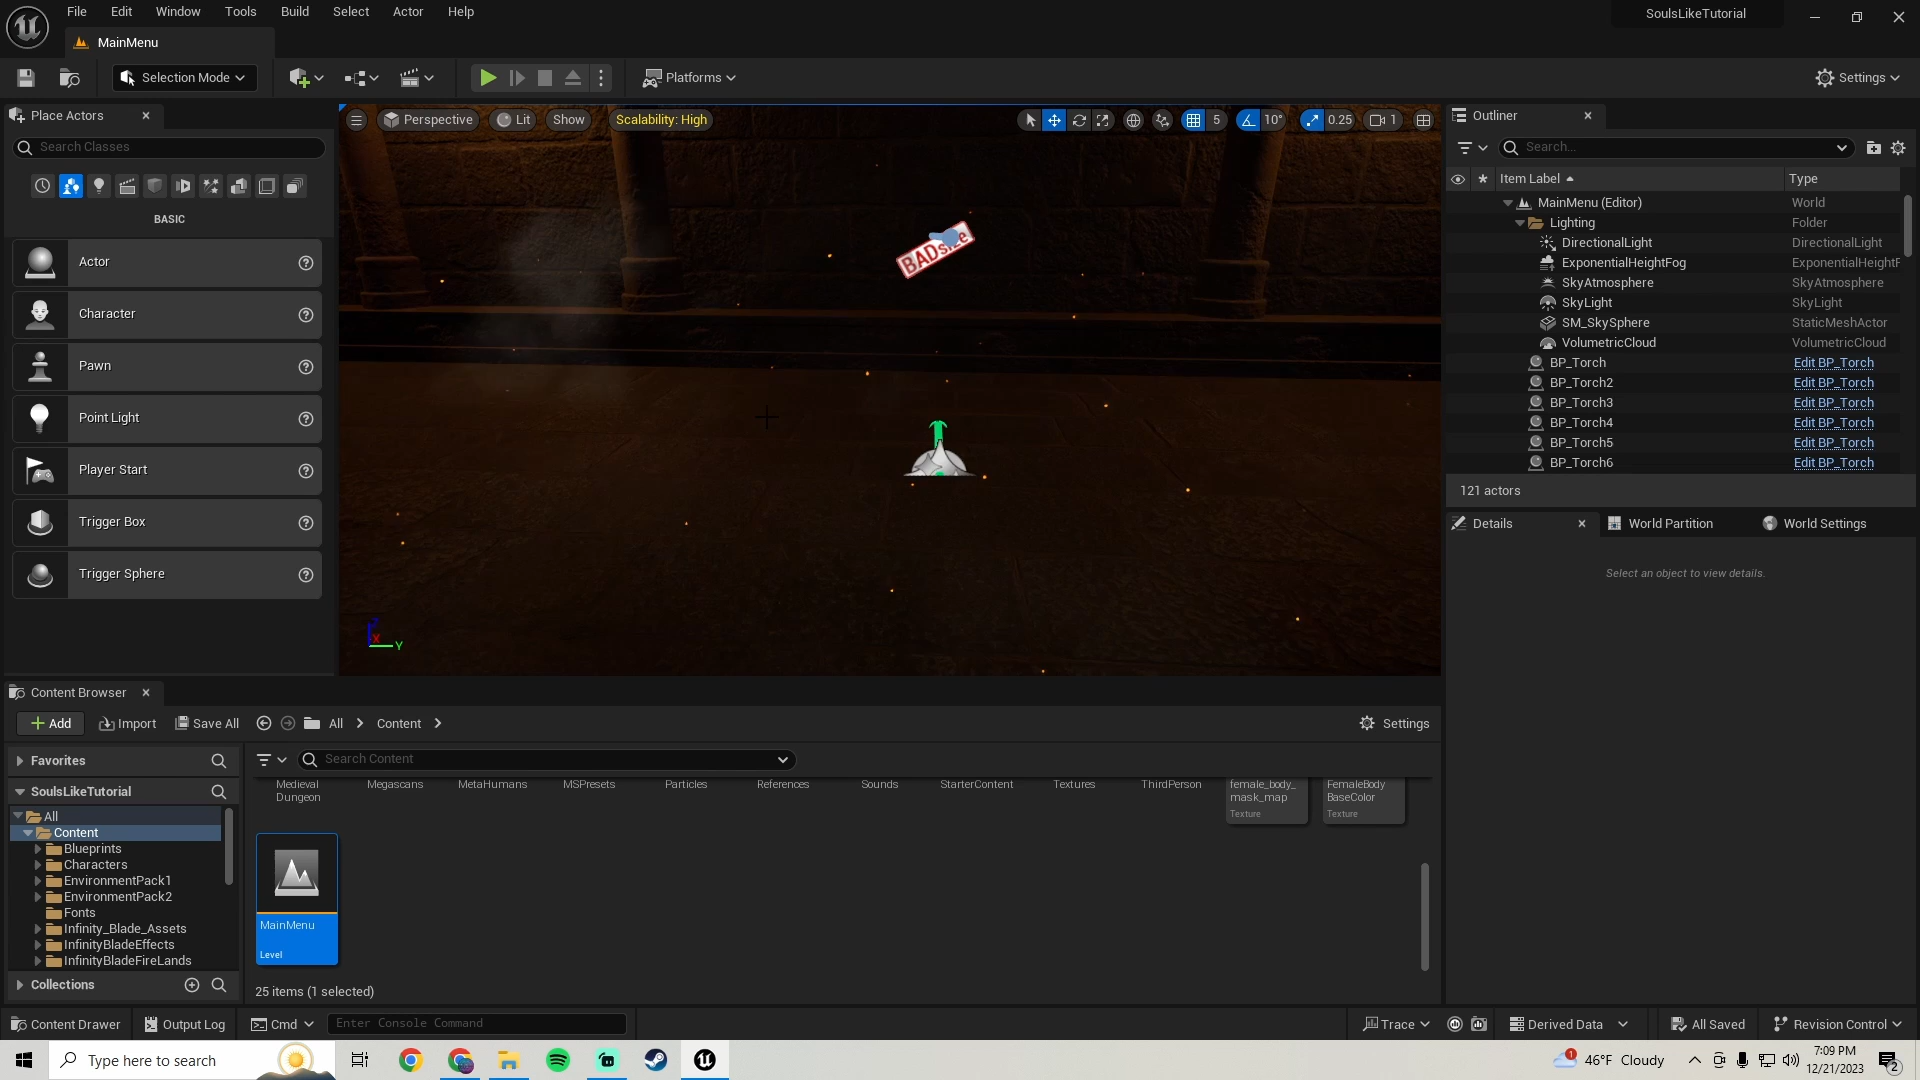 File Edit Window Tools Build Select Actor Help
SoulsLikeTutorial
MainMenu
Selection Mode
Platforms
Settings
Place Actors
Search Classes
BASIC
Actor
Character
Pawn
Point Light
Player Start
Trigger Box
Trigger Sphere
Perspective Lit Show Scalability: High
5 10° 0.25 1
BADsize
X
Y
Outliner
Search...
Item Label Type
MainMenu (Editor) World
Lighting Folder
DirectionalLight DirectionalLight
ExponentialHeightFog ExponentialHeightF
SkyAtmosphere SkyAtmosphere
SkyLight SkyLight
SM_SkySphere StaticMeshActor
VolumetricCloud VolumetricCloud
BP_Torch Edit BP_Torch
BP_Torch2 Edit BP_Torch
BP_Torch3 Edit BP_Torch
BP_Torch4 Edit BP_Torch
BP_Torch5 Edit BP_Torch
BP_Torch6 Edit BP_Torch
121 actors
Details World Partition World Settings
Select an object to view details.
Content Browser
Add Import Save All All Content Settings
Favorites
SoulsLikeTutorial
All
Content
Blueprints
Characters
EnvironmentPack1
EnvironmentPack2
Fonts
Infinity_Blade_Assets
InfinityBladeEffects
InfinityBladeFireLands
Collections
Search Content
Medieval
Dungeon
Megascans
MetaHumans
MSPresets
Particles
References
Sounds
StarterContent
Textures
ThirdPerson
female_body_
mask_map
Texture
FemaleBody
BaseColor
Texture
MainMenu
Level
25 items (1 selected)
Content Drawer Output Log Cmd Enter Console Command
Trace Derived Data All Saved Revision Control
Type here to search
1
46°F Cloudy
7:09 PM
12/21/2023
2